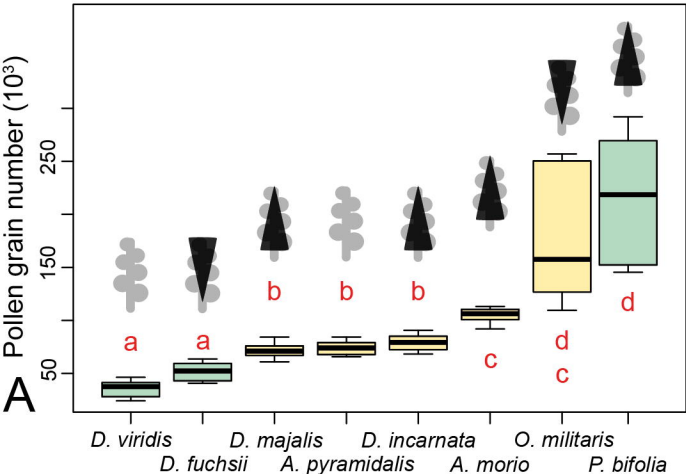 Pollen grain number (10³)
250
150
50
a
a
b
b
b
c
d
c
d
A
D. viridis
D. fuchsii
D. majalis
A. pyramidalis
D. incarnata
A. morio
O. militaris
P. bifolia